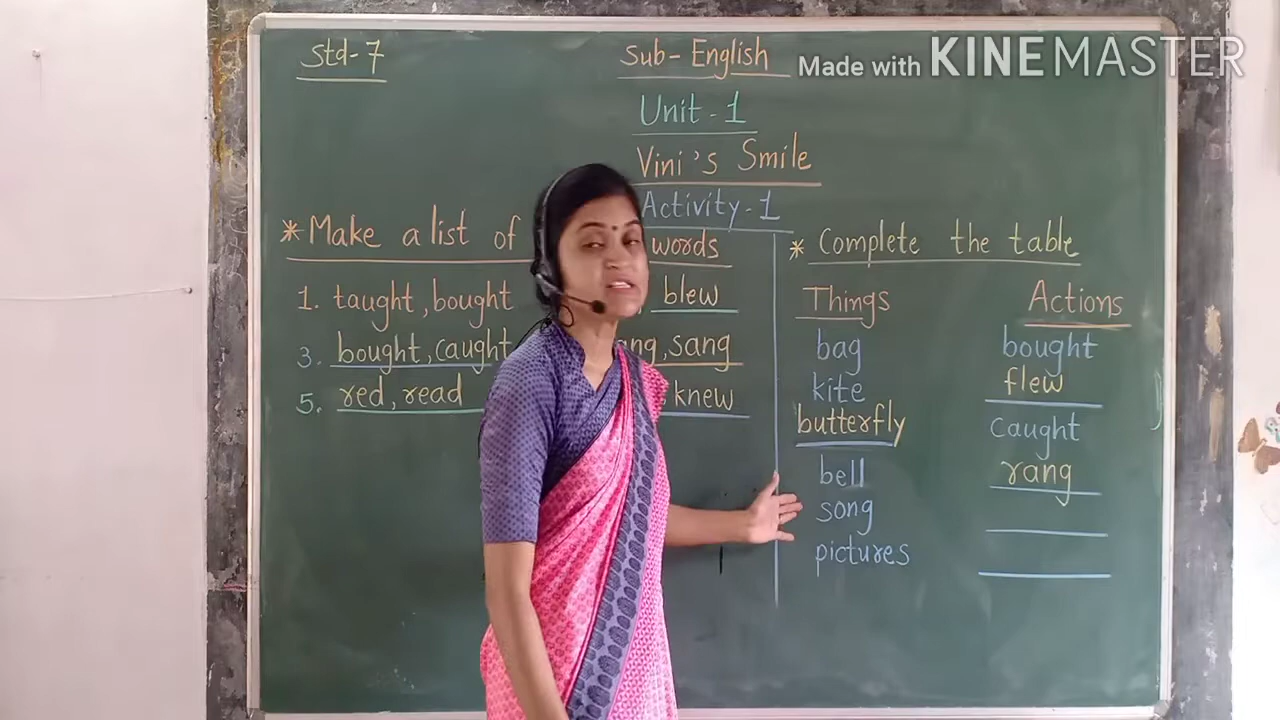 Std-7
Sub-English
Made with KINEMASTER
Unit-1
Vini's Smile
Activity-1
*Make a list of words
1. taught, bought , blew
3. bought, caught ang, sang
5. red, read , knew
* Complete the table
Things Actions
bag bought
kite flew
butterfly caught
bell rang
song
pictures